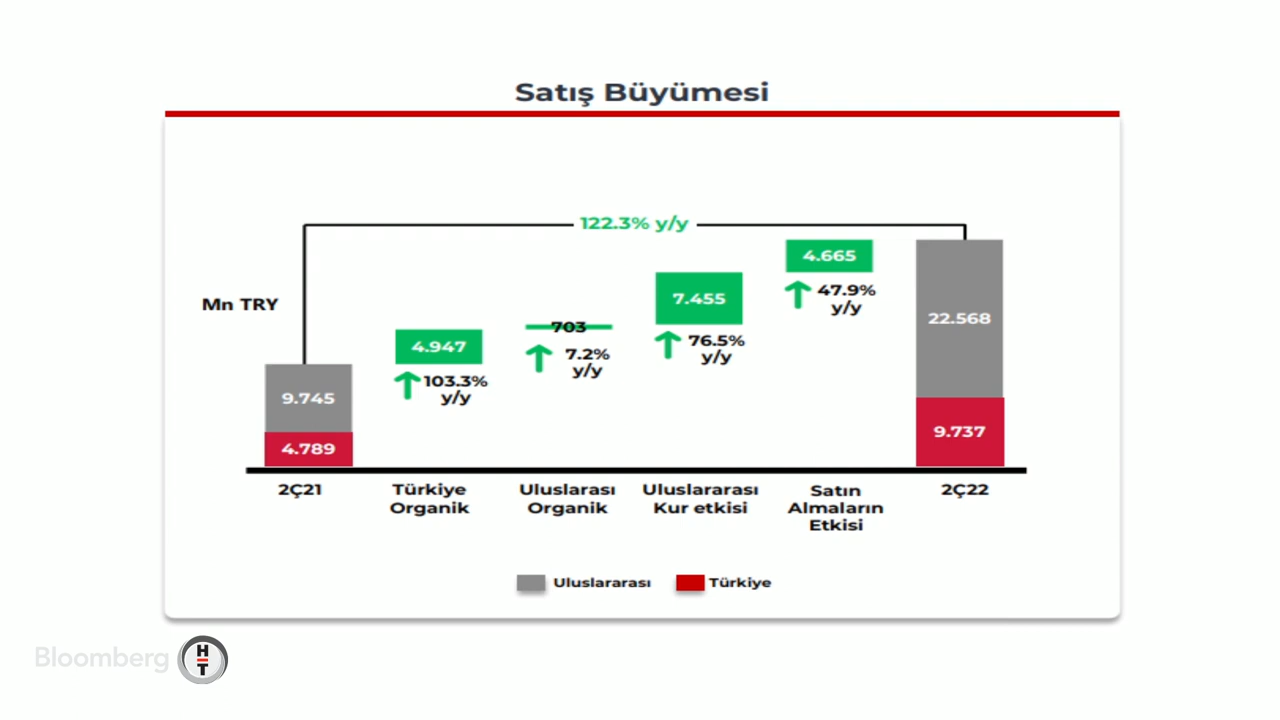 Satış Büyümesi
122.3% y/y
Mn TRY
9.745
4.789
4.947
103.3%
y/y
703
7.2%
y/y
7.455
76.5%
y/y
4.665
47.9%
y/y
22.568
9.737
2Ç21
Türkiye
Organik
Uluslarası
Organik
Uluslararası
Kur etkisi
Satın
Almaların
Etkisi
2Ç22
Uluslararası
Türkiye
Bloomberg HT